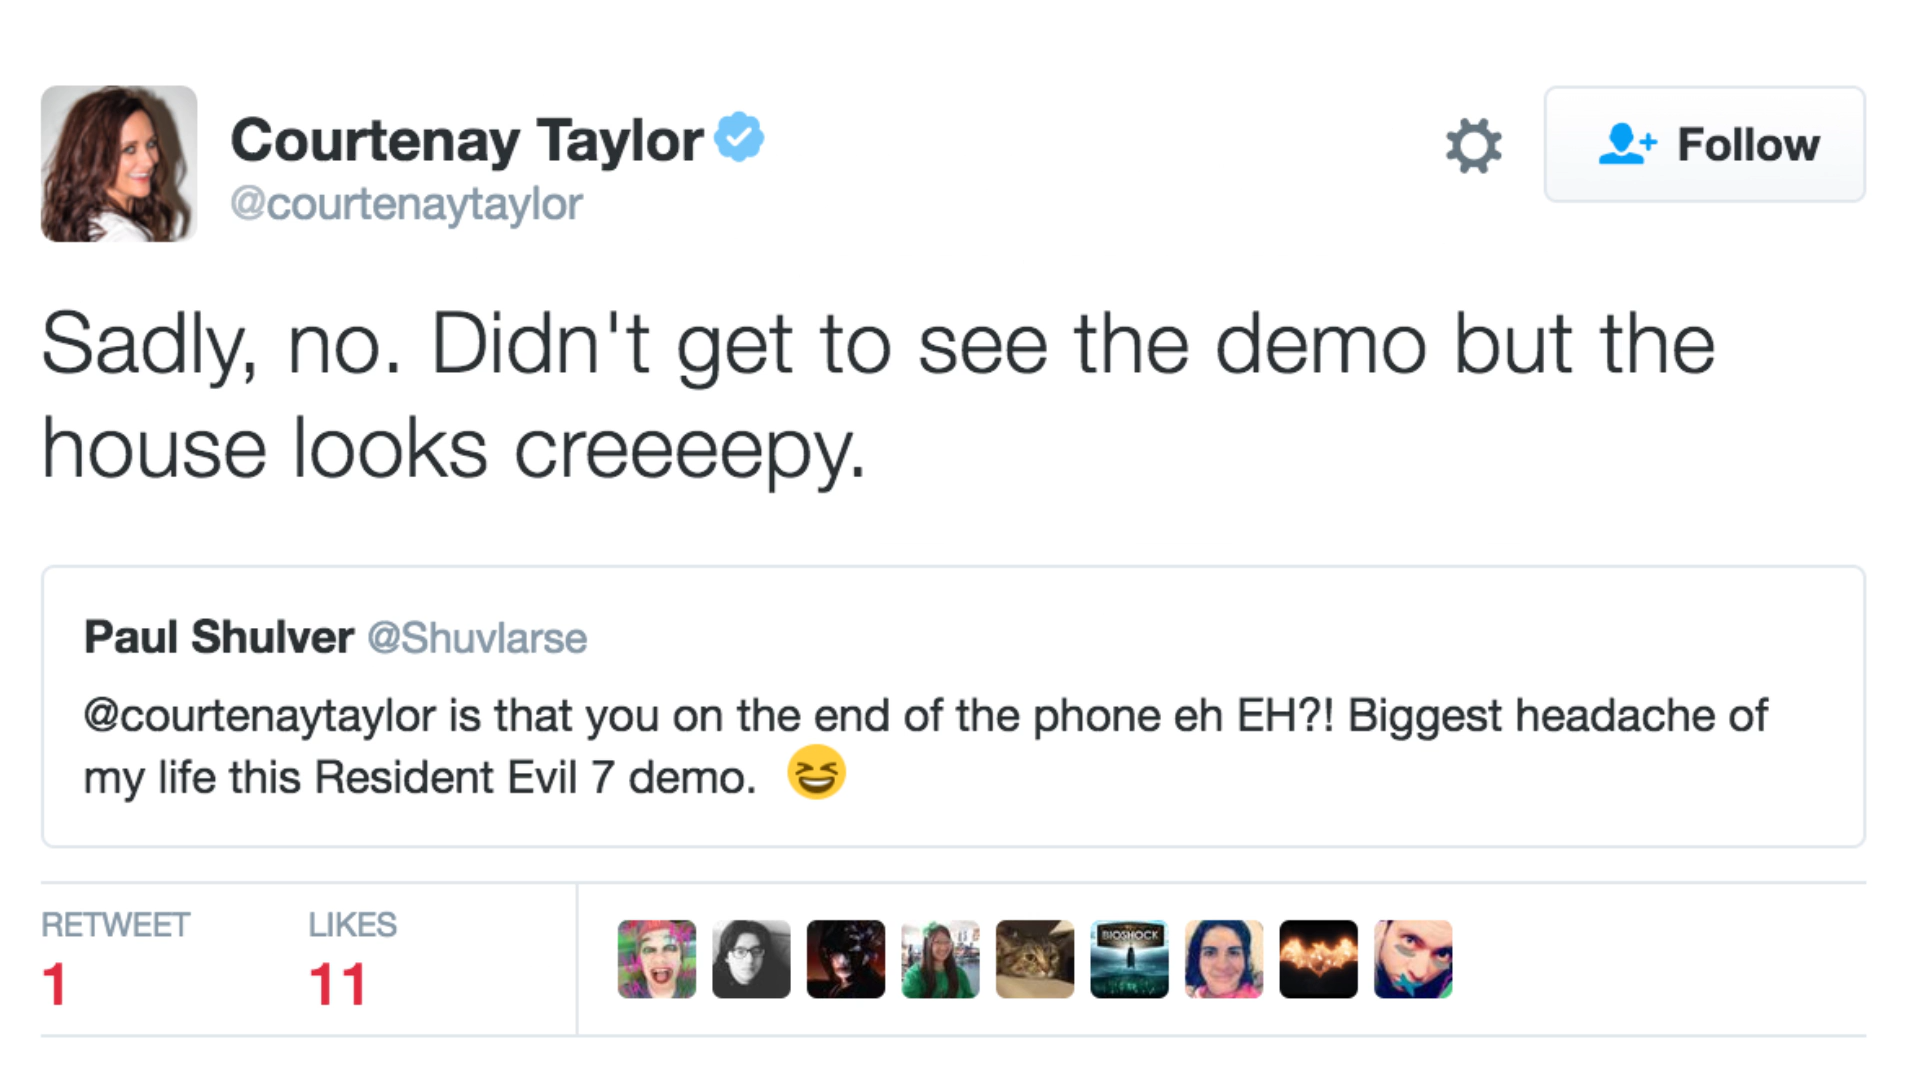 Courtenay Taylor
@courtenaytaylor
Follow
Sadly, no. Didn't get to see the demo but the
house looks creeeepy.
Paul Shulver @Shuvlarse
@courtenaytaylor is that you on the end of the phone eh EH?! Biggest headache of
my life this Resident Evil 7 demo. 😆
RETWEET LIKES
1 11
BIOSHOCK